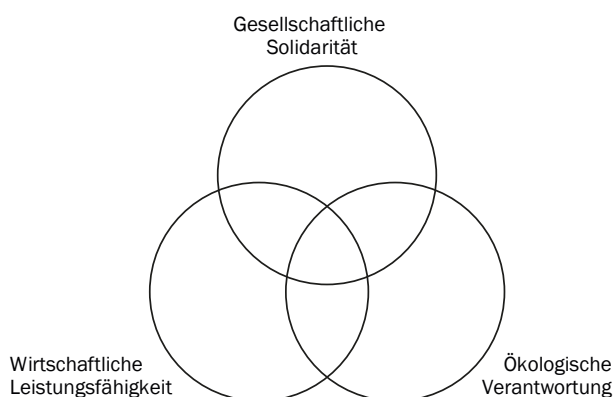 Gesellschaftliche
Solidarität
Wirtschaftliche
Leistungsfähigkeit
Ökologische
Verantwortung